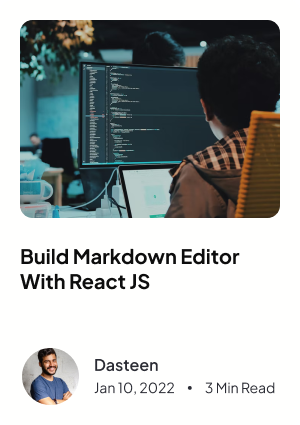 Build Markdown Editor
With React JS
Dasteen
Jan 10, 2022 • 3 Min Read